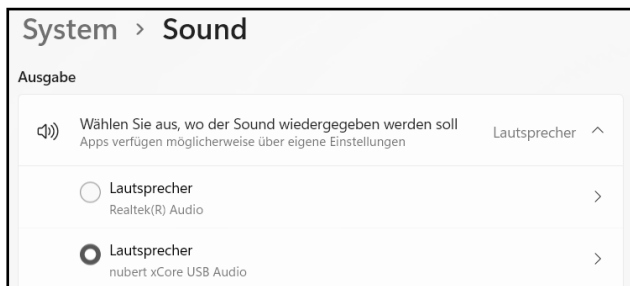 System > Sound
Ausgabe
Wählen Sie aus, wo der Sound wiedergegeben werden soll
Apps verfügen möglicherweise über eigene Einstellungen
Lautsprecher
Lautsprecher
Realtek(R) Audio
Lautsprecher
nubert xCore USB Audio